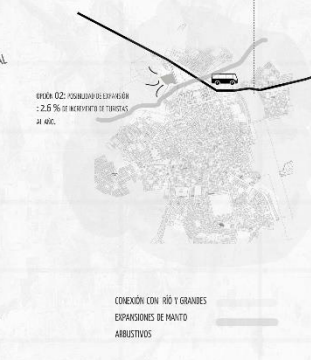 AL
OPCIÓN 02: POSIBILIDAD DE EXPANSIÓN
: 2.6 % DE INCREMENTO DE TURISTAS
AL AÑO.
CONEXIÓN CON RÍO Y GRANDES
EXPANSIONES DE MANTO
ARBUSTIVOS